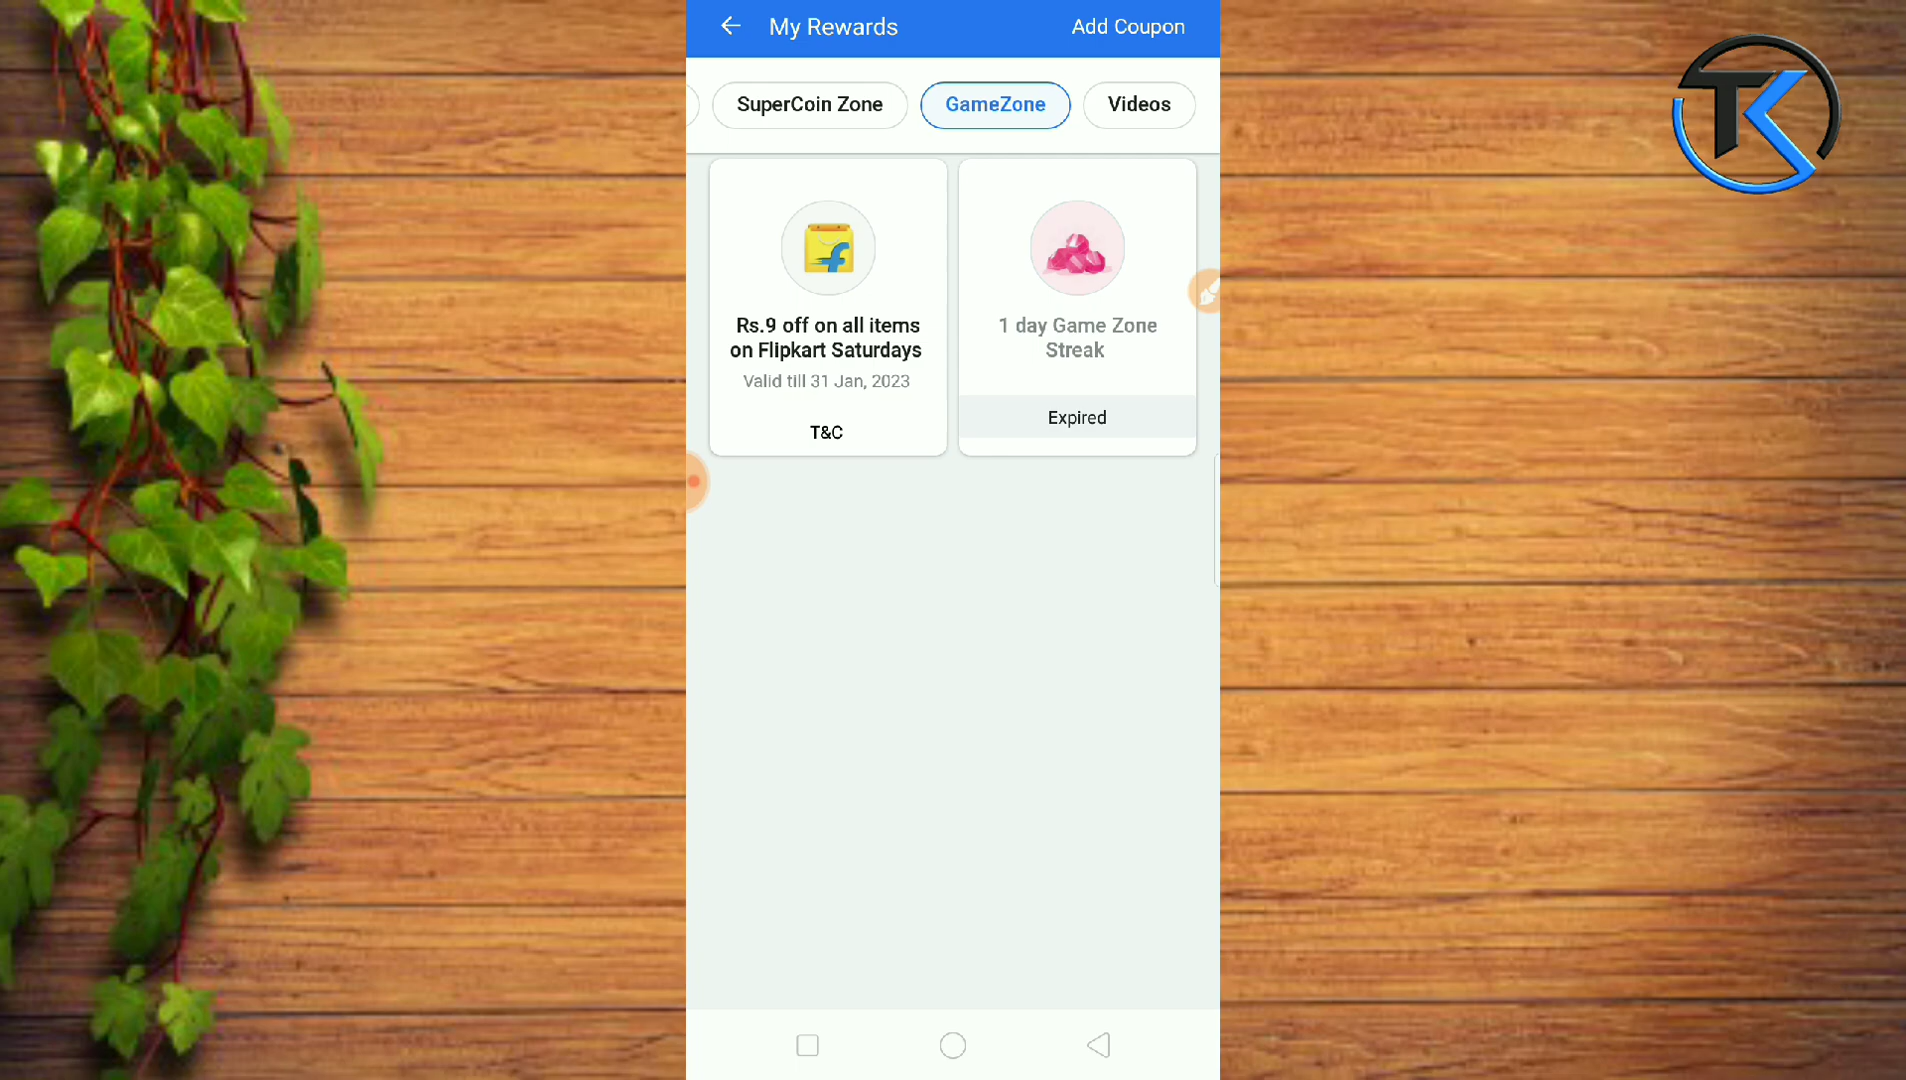 My Rewards
Add Coupon
SuperCoin Zone
GameZone
Videos
Rs.9 off on all items
on Flipkart Saturdays
Valid till 31 Jan, 2023
T&C
1 day Game Zone
Streak
Expired
TK